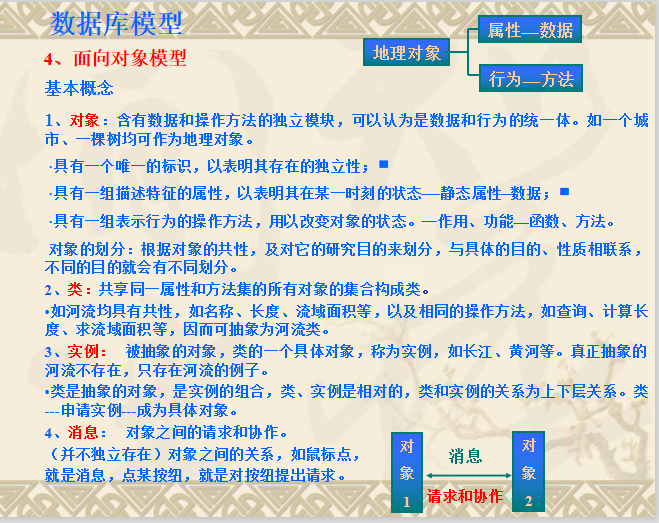 数据库模型
4、面向对象模型
地理对象
属性—数据
行为—方法
基本概念
1、对象：含有数据和操作方法的独立模块，可以认为是数据和行为的统一体。如一个城
市、一棵树均可作为地理对象。
·具有一个唯一的标识，以表明其存在的独立性；
·具有一组描述特征的属性，以表明其在某一时刻的状态—静态属性–数据；
·具有一组表示行为的操作方法，用以改变对象的状态。--作用、功能—函数、方法。
对象的划分：根据对象的共性，及对它的研究目的来划分，与具体的目的、性质相联系，
不同的目的就会有不同划分。
2、类：共享同一属性和方法集的所有对象的集合构成类。
•如河流均具有共性，如名称、长度、流域面积等，以及相同的操作方法，如查询、计算长
度、求流域面积等，因而可抽象为河流类。
3、实例： 被抽象的对象，类的一个具体对象，称为实例，如长江、黄河等。真正抽象的
河流不存在，只存在河流的例子。
•类是抽象的对象，是实例的组合，类、实例是相对的，类和实例的关系为上下层关系。类
---申请实例---成为具体对象。
4、消息： 对象之间的请求和协作。
（并不独立存在）对象之间的关系，如鼠标点，
就是消息，点某按钮，就是对按钮提出请求。
对象1
消息
请求和协作
对象2